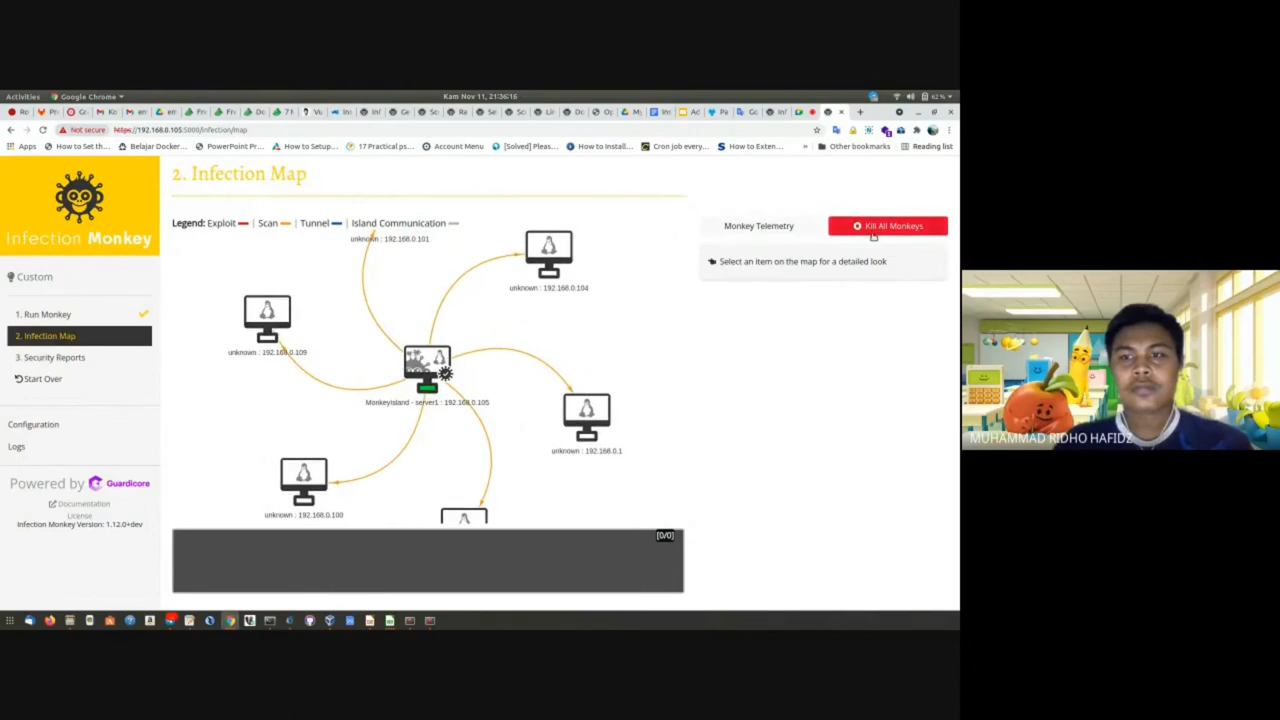 Activities
Google Chrome
Kam Nov 11, 21:36:16
62 %
Not secure
https://192.168.0.105:5000/infection/map
Apps
How to Set th...
Belajar Docker...
PowerPoint Pr...
How to Setup...
17 Practical ps...
Account Menu
[Solved] Pleas...
How to Install...
Cron job every...
How to Exten...
»
Other bookmarks
Reading list
Infection Monkey
Custom
1. Run Monkey
2. Infection Map
3. Security Reports
Start Over
Configuration
Logs
Powered by Guardicore
Documentation
License
Infection Monkey Version: 1.12.0+dev
2. Infection Map
Legend: Exploit | Scan | Tunnel | Island Communication
unknown : 192.168.0.101
unknown : 192.168.0.104
unknown : 192.168.0.109
MonkeyIsland - server1 : 192.168.0.105
unknown : 192.168.0.1
unknown : 192.168.0.100
[0/0]
Monkey Telemetry
Kill All Monkeys
Select an item on the map for a detailed look
MUHAMMAD RIDHO HAFIDZ